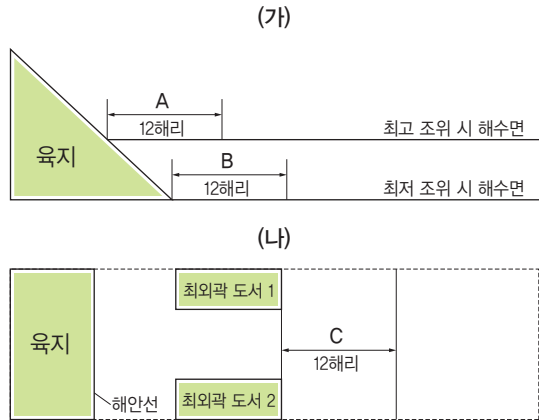 (가)
A
12해리
최고 조위 시 해수면
육지
B
12해리
최저 조위 시 해수면
(나)
최외곽 도서 1
육지
C
12해리
해안선
최외곽 도서 2